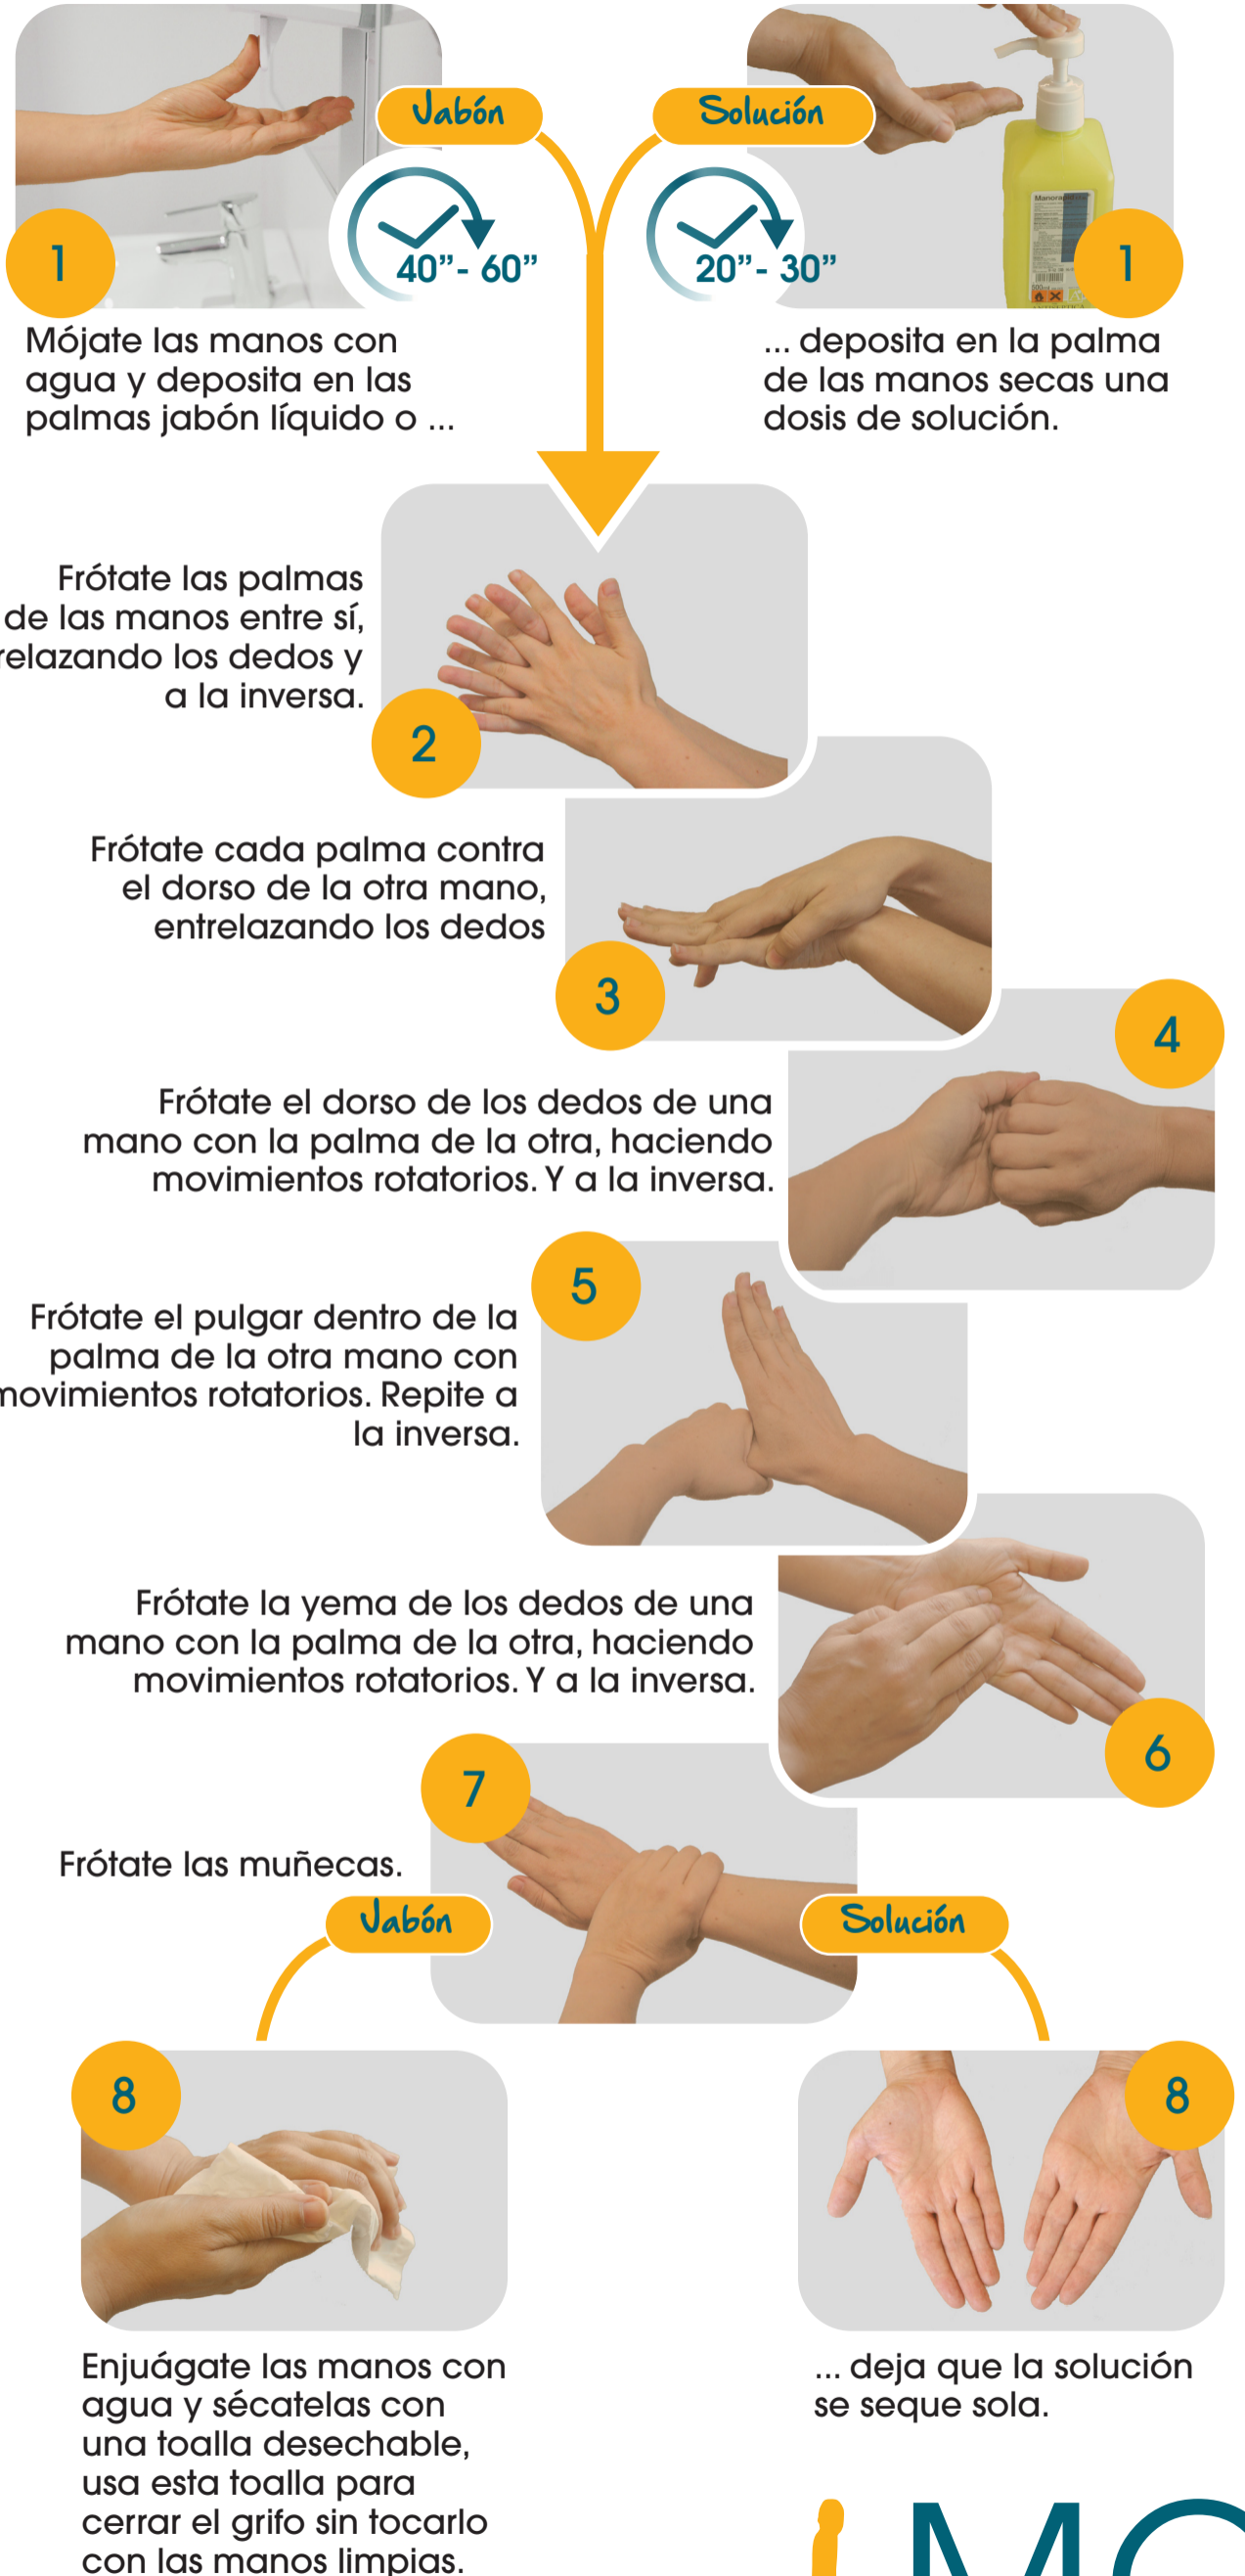 Jabón
40”- 60”
1
Mójate las manos con
agua y deposita en las
palmas jabón líquido o ...
Solución
20”- 30”
1
... deposita en la palma
de las manos secas una
dosis de solución.
Frótate las palmas
de las manos entre sí,
relazando los dedos y
a la inversa.
2
Frótate cada palma contra
el dorso de la otra mano,
entrelazando los dedos
3
4
Frótate el dorso de los dedos de una
mano con la palma de la otra, haciendo
movimientos rotatorios. Y a la inversa.
5
Frótate el pulgar dentro de la
palma de la otra mano con
movimientos rotatorios. Repite a
la inversa.
Frótate la yema de los dedos de una
mano con la palma de la otra, haciendo
movimientos rotatorios. Y a la inversa.
6
7
Frótate las muñecas.
Jabón
8
Enjuágate las manos con
agua y sécatelas con
una toalla desechable,
usa esta toalla para
cerrar el grifo sin tocarlo
con las manos limpias.
Solución
8
... deja que la solución
se seque sola.